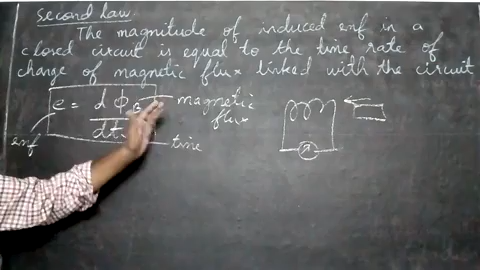 Second law
The magnitude of induced emf in a
closed circuit is equal to the time rate of
change of magnetic flux linked with the circuit
e = dϕB magnetic
flux
dt
emf time